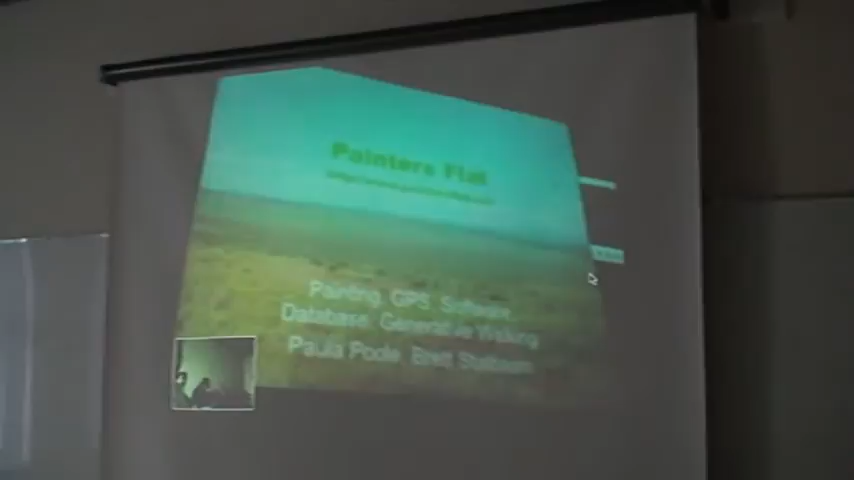 Painters Flat
Painting, GPS, Software
Database, Generative Walking
Paula Poole, Brett Stalbaum